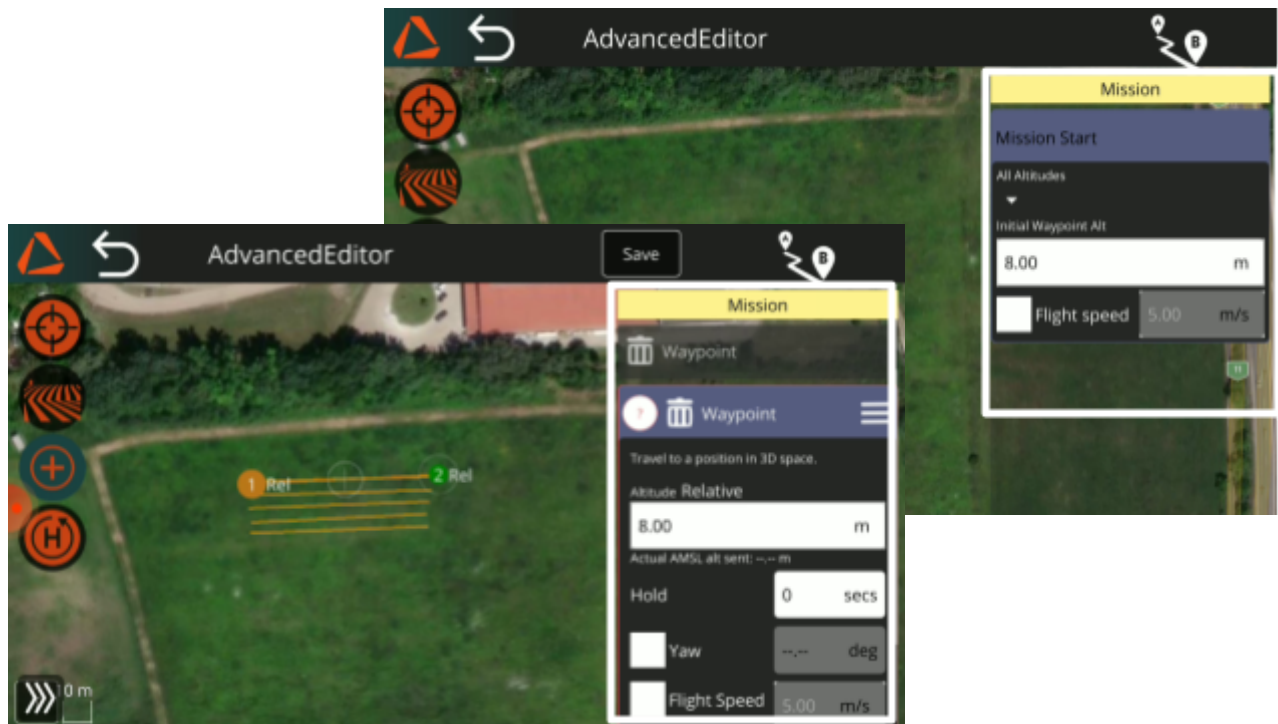 AdvancedEditor
A
B
Mission
Mission Start
All Altitudes
Initial Waypoint Alt
8.00 m
Flight speed 5.00 m/s
11
AdvancedEditor Save
A
B
Mission
Waypoint
? Waypoint
Travel to a position in 3D space.
Altitude Relative
8.00 m
Actual AMSL alt sent: --.-- m
Hold 0 secs
Yaw --.-- deg
Flight Speed 5.00 m/s
1 Rel
2 Rel
H
0 m